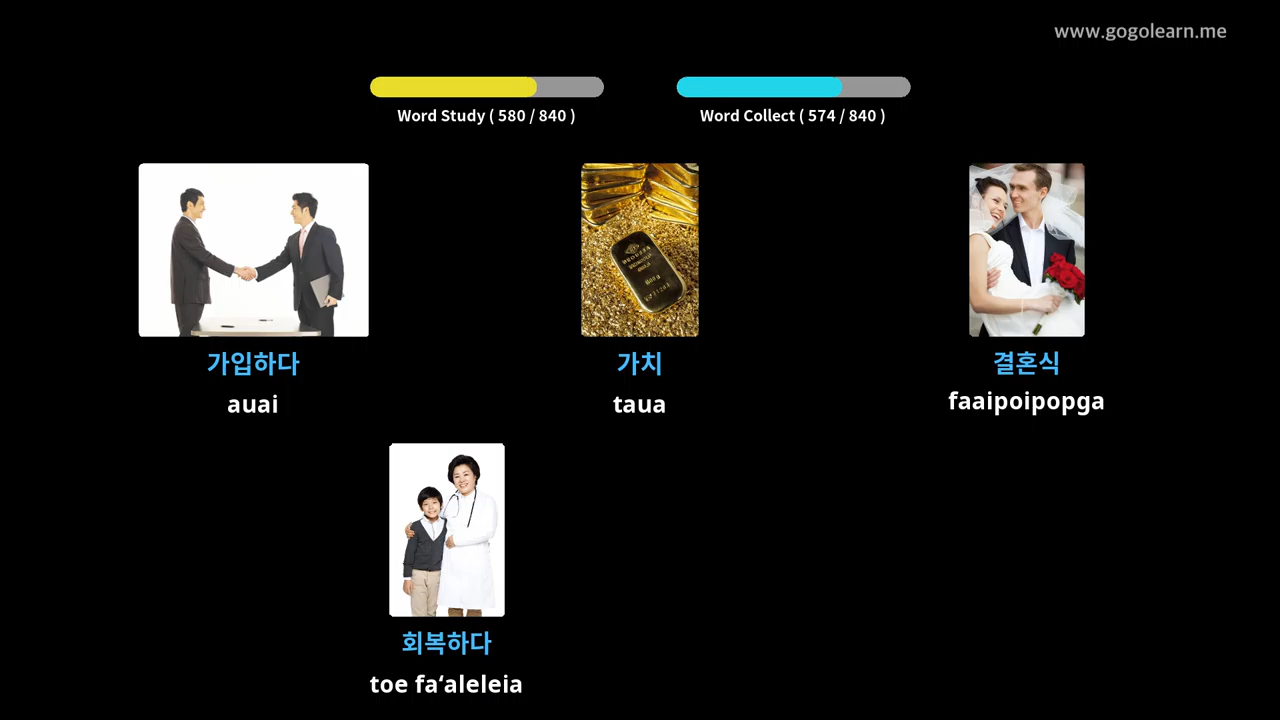 www.gogolearn.me
Word Study ( 580 / 840 )
Word Collect ( 574 / 840 )
가입하다
가치
결혼식
auai
taua
faaipoipopga
회복하다
toe fa‘aleleia